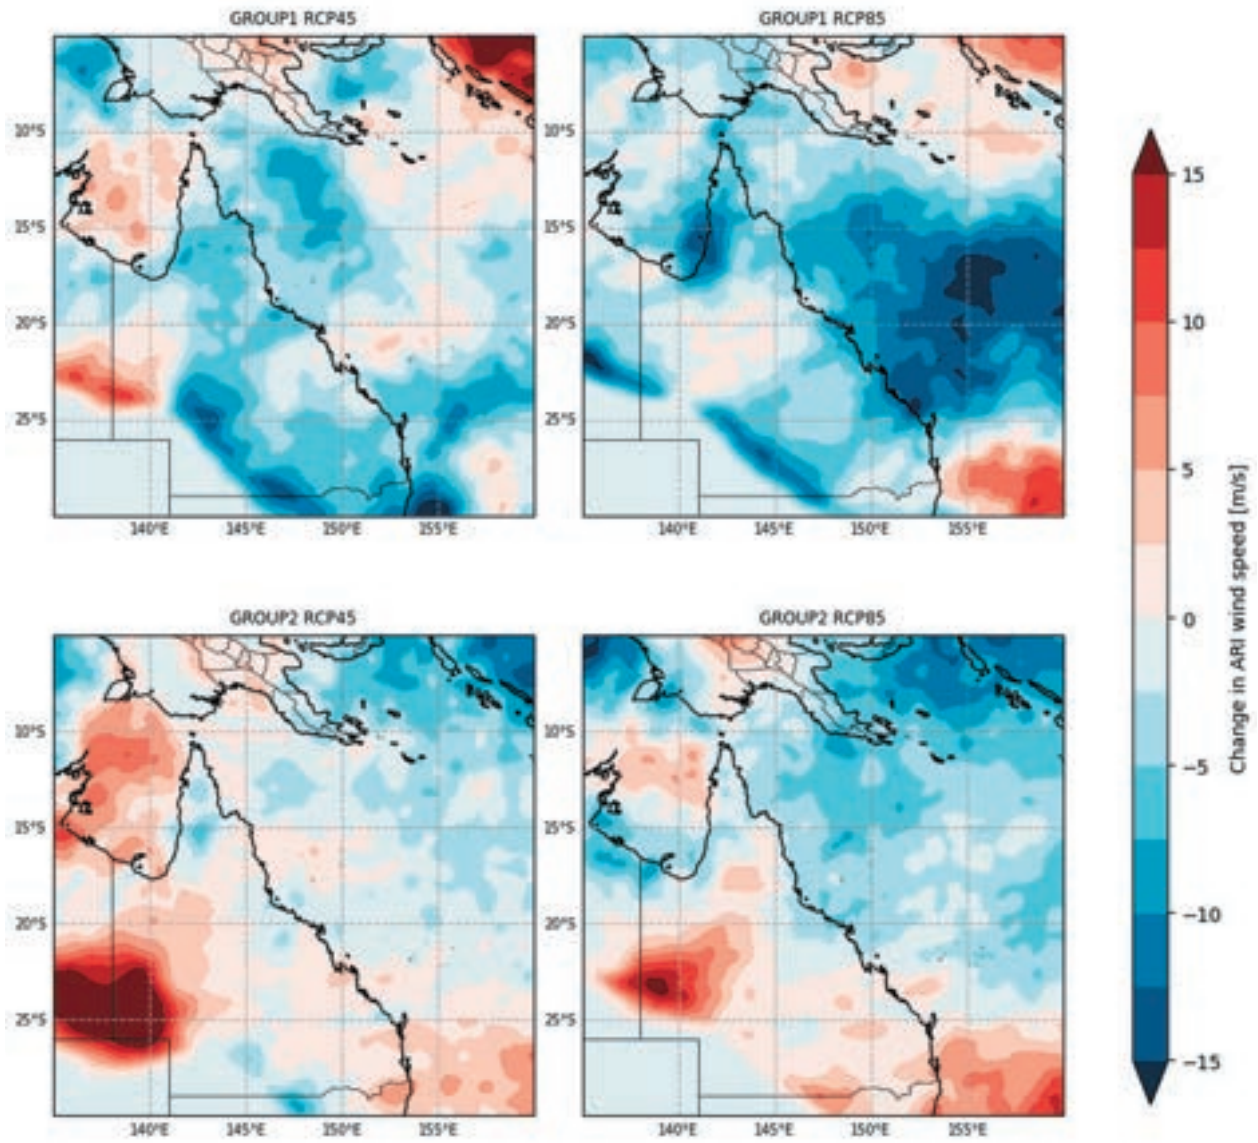 GROUP1 RCP45 GROUP1 RCP85
10°S 10°S
15°S 15°S
20°S 20°S
25°S 25°S
140°E 145°E 150°E 155°E 140°E 145°E 150°E 155°E
15
10
5
0
−5
−10
−15
Change in ARI wind speed [m/s]
GROUP2 RCP45 GROUP2 RCP85
10°S 10°S
15°S 15°S
20°S 20°S
25°S 25°S
140°E 145°E 150°E 155°E 140°E 145°E 150°E 155°E